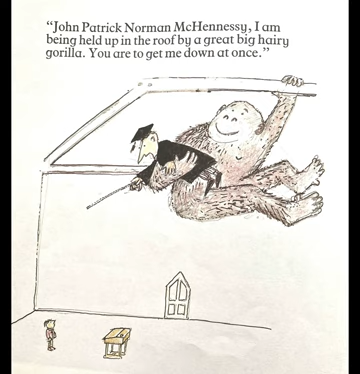 “John Patrick Norman McHennessy, I am
being held up in the roof by a great big hairy
gorilla. You are to get me down at once.”